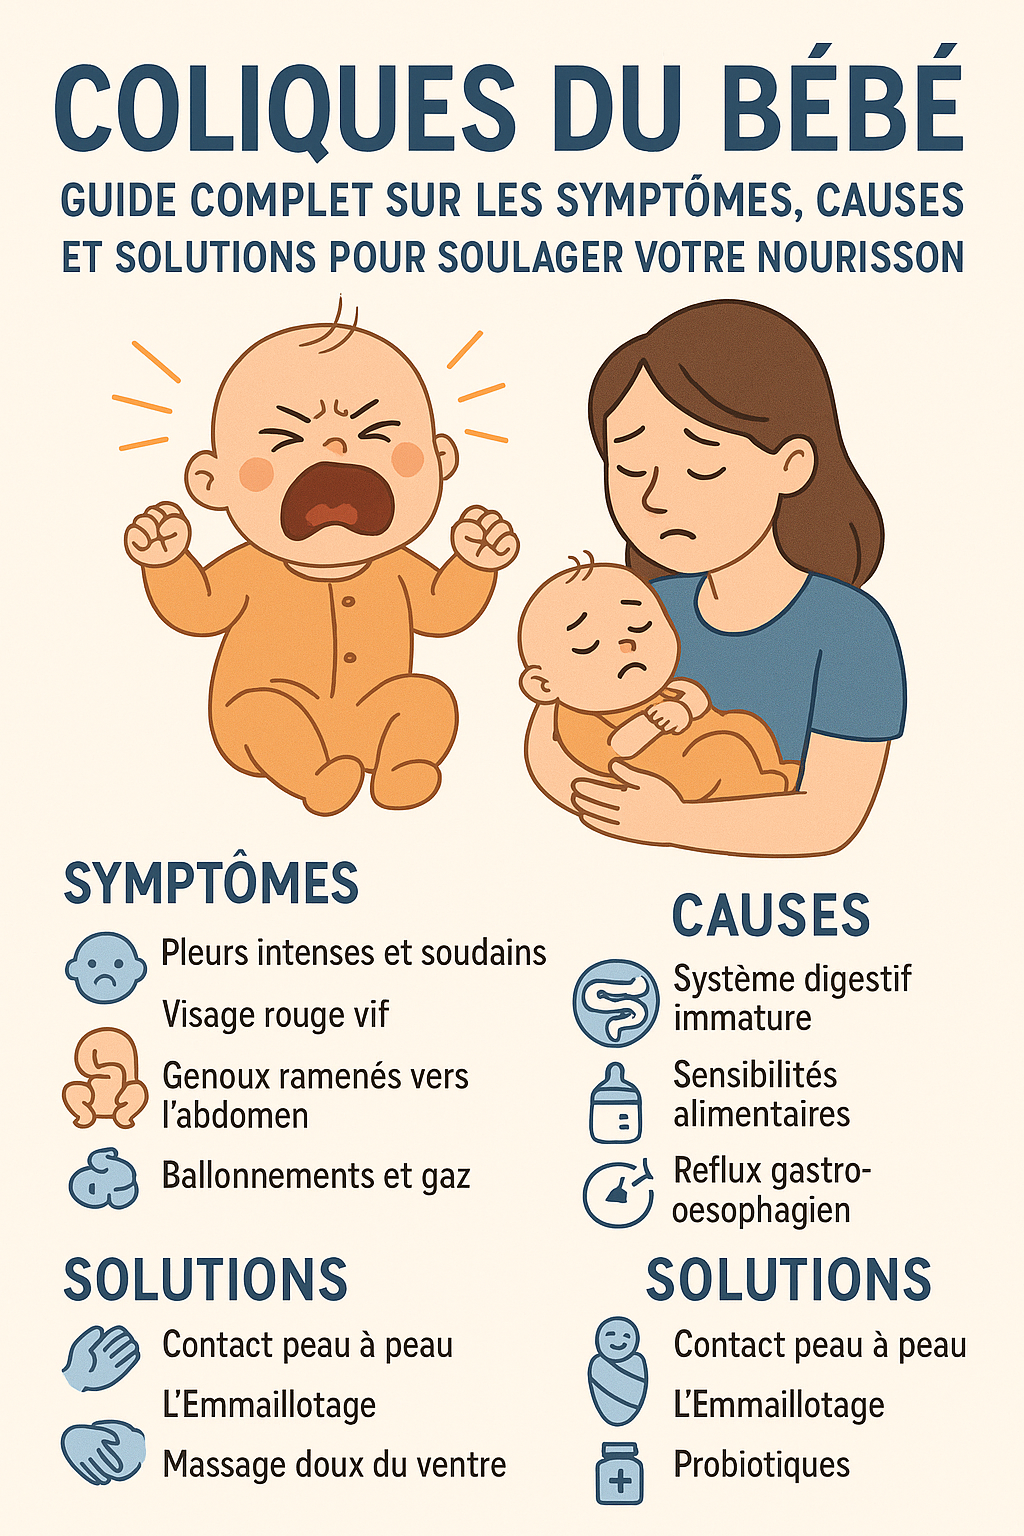 COLIQUES DU BÉBÉ
GUIDE COMPLET SUR LES SYMPTŐMES, CAUSES
ET SOLUTIONS POUR SOULAGER VOTRE NOURISSON
SYMPTÔMES
Pleurs intenses et soudains
Visage rouge vif
Genoux ramenés vers
l'abdomen
Ballonnements et gaz
CAUSES
Système digestif
immature
Sensibilités
alimentaires
Reflux gastro-
oesophagien
SOLUTIONS
Contact peau à peau
L'Emmaillotage
Massage doux du ventre
SOLUTIONS
Contact peau à peau
L'Emmaillotage
Probiotiques